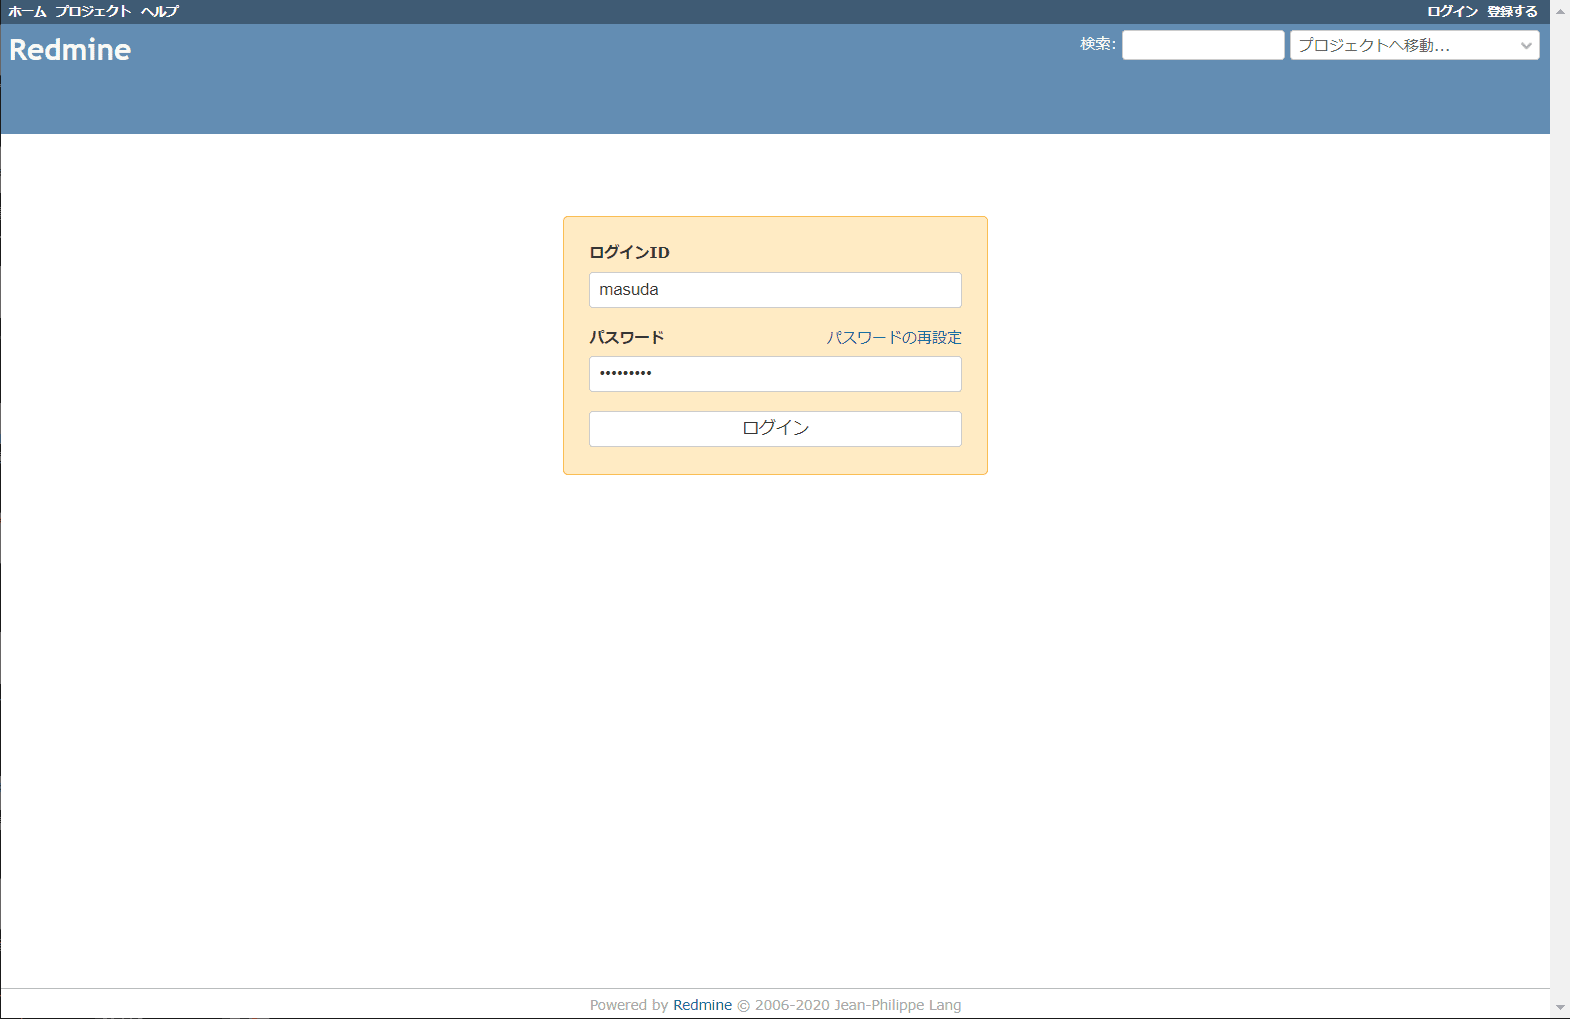 ホーム プロジェクト ヘルプ ログイン 登録する
Redmine 検索: プロジェクトへ移動...
ログインID
masuda
パスワード パスワードの再設定
•••••••••
ログイン
Powered by Redmine © 2006-2020 Jean-Philippe Lang